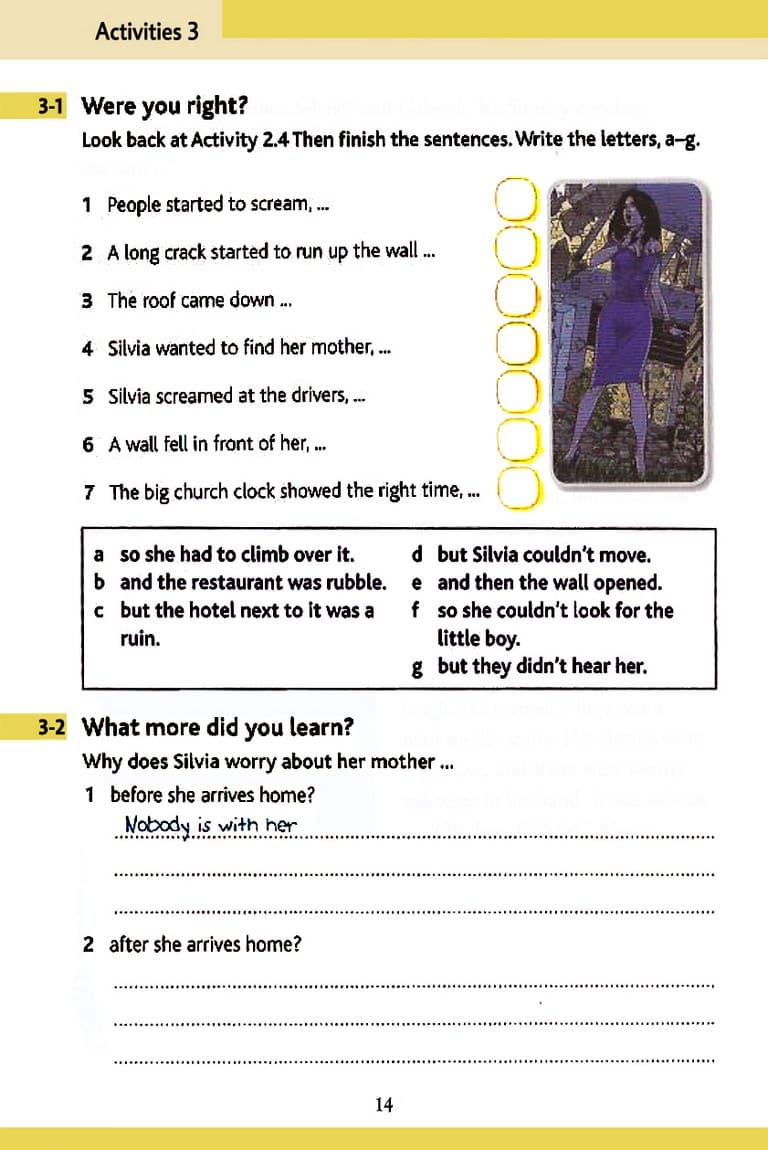 Activities 3
3-1 Were you right?
Look back at Activity 2.4 Then finish the sentences. Write the letters, a–g.
1 People started to scream, ...
2 A long crack started to run up the wall ...
3 The roof came down ...
4 Silvia wanted to find her mother, ...
5 Silvia screamed at the drivers, ...
6 A wall fell in front of her, ...
7 The big church clock showed the right time, ...
a so she had to climb over it.
b and the restaurant was rubble.
c but the hotel next to it was a
ruin.
d but Silvia couldn't move.
e and then the wall opened.
f so she couldn't look for the
little boy.
g but they didn't hear her.
3-2 What more did you learn?
Why does Silvia worry about her mother ...
1 before she arrives home?
Nobody is with her
2 after she arrives home?
14